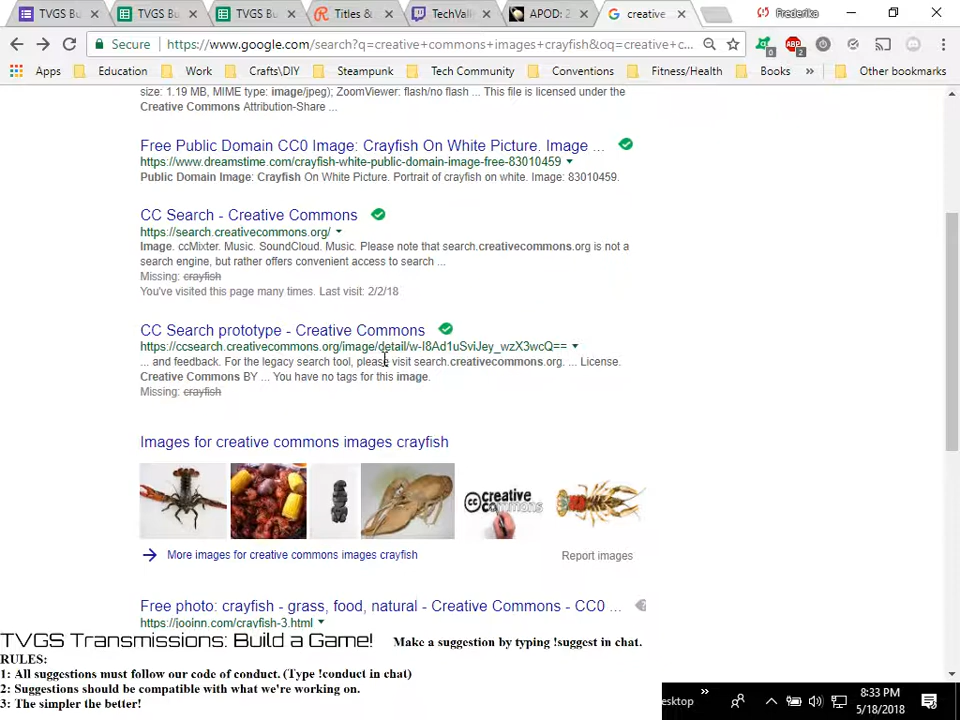 TVGS Bu
TVGS Bu
TVGS Bu
Titles &
TechValle
APOD: 2
creative
Frederika
Secure
https://www.google.com/search?q=creative+commons+images+crayfish&oq=creative+c...
0
2
Apps
Education
Work
Crafts\DIY
Steampunk
Tech Community
Conventions
Fitness/Health
Books
»
Other bookmarks
size: 1.19 MB, MIME type: image/jpeg); ZoomViewer: flash/no flash ... This file is licensed under the
Creative Commons Attribution-Share ...
Free Public Domain CC0 Image: Crayfish On White Picture. Image ...
https://www.dreamstime.com/crayfish-white-public-domain-image-free-83010459
Public Domain Image: Crayfish On White Picture. Portrait of crayfish on white. Image: 83010459.
CC Search - Creative Commons
https://search.creativecommons.org/
Image. ccMixter. Music. SoundCloud. Music. Please note that search.creativecommons.org is not a
search engine, but rather offers convenient access to search ...
Missing: crayfish
You've visited this page many times. Last visit: 2/2/18
CC Search prototype - Creative Commons
https://ccsearch.creativecommons.org/image/detail/w-I8Ad1uSviJey_wzX3wcQ==
... and feedback. For the legacy search tool, please visit search.creativecommons.org. ... License.
Creative Commons BY ... You have no tags for this image.
Missing: crayfish
Images for creative commons images crayfish
cc creative commons
More images for creative commons images crayfish
Report images
Free photo: crayfish - grass, food, natural - Creative Commons - CC0 ...
https://jooinn.com/crayfish-3.html
TVGS Transmissions: Build a Game!
Make a suggestion by typing !suggest in chat.
RULES:
1: All suggestions must follow our code of conduct. (Type !conduct in chat)
2: Suggestions should be compatible with what we're working on.
3: The simpler the better!
esktop
»
8:33 PM
5/18/2018